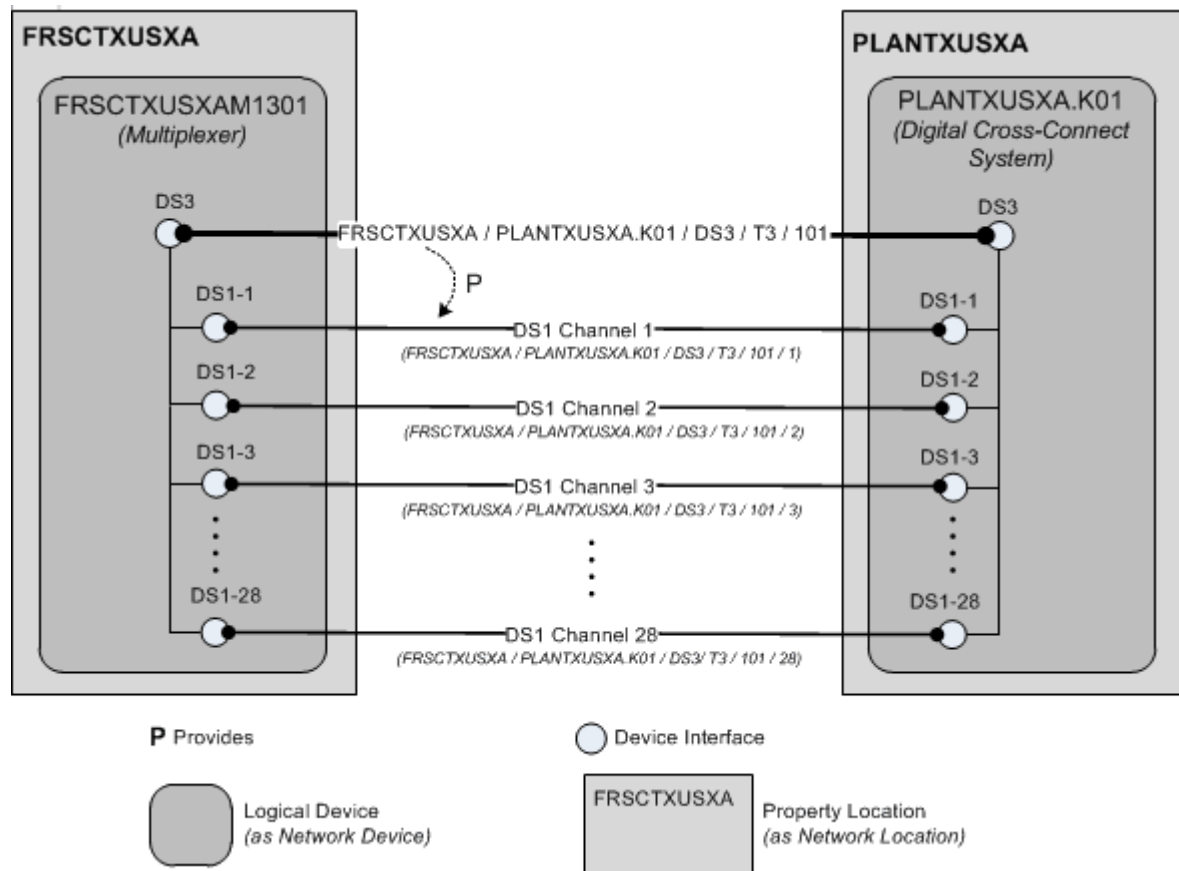 FRSCTXUSXA
PLANTXUSXA
FRSCTXUSXAM1301
(Multiplexer)
PLANTXUSXA.K01
(Digital Cross-Connect
System)
DS3
DS3
FRSCTXUSXA / PLANTXUSXA.K01 / DS3 / T3 / 101
P
DS1-1
DS1-1
DS1 Channel 1
(FRSCTXUSXA / PLANTXUSXA.K01 / DS3 / T3 / 101 / 1)
DS1-2
DS1-2
DS1 Channel 2
(FRSCTXUSXA / PLANTXUSXA.K01 / DS3 / T3 / 101 / 2)
DS1-3
DS1-3
DS1 Channel 3
(FRSCTXUSXA / PLANTXUSXA.K01 / DS3 / T3 / 101 / 3)
DS1-28
DS1-28
DS1 Channel 28
(FRSCTXUSXA / PLANTXUSXA.K01 / DS3/ T3 / 101 / 28)
P Provides
Device Interface
Logical Device
(as Network Device)
FRSCTXUSXA
Property Location
(as Network Location)